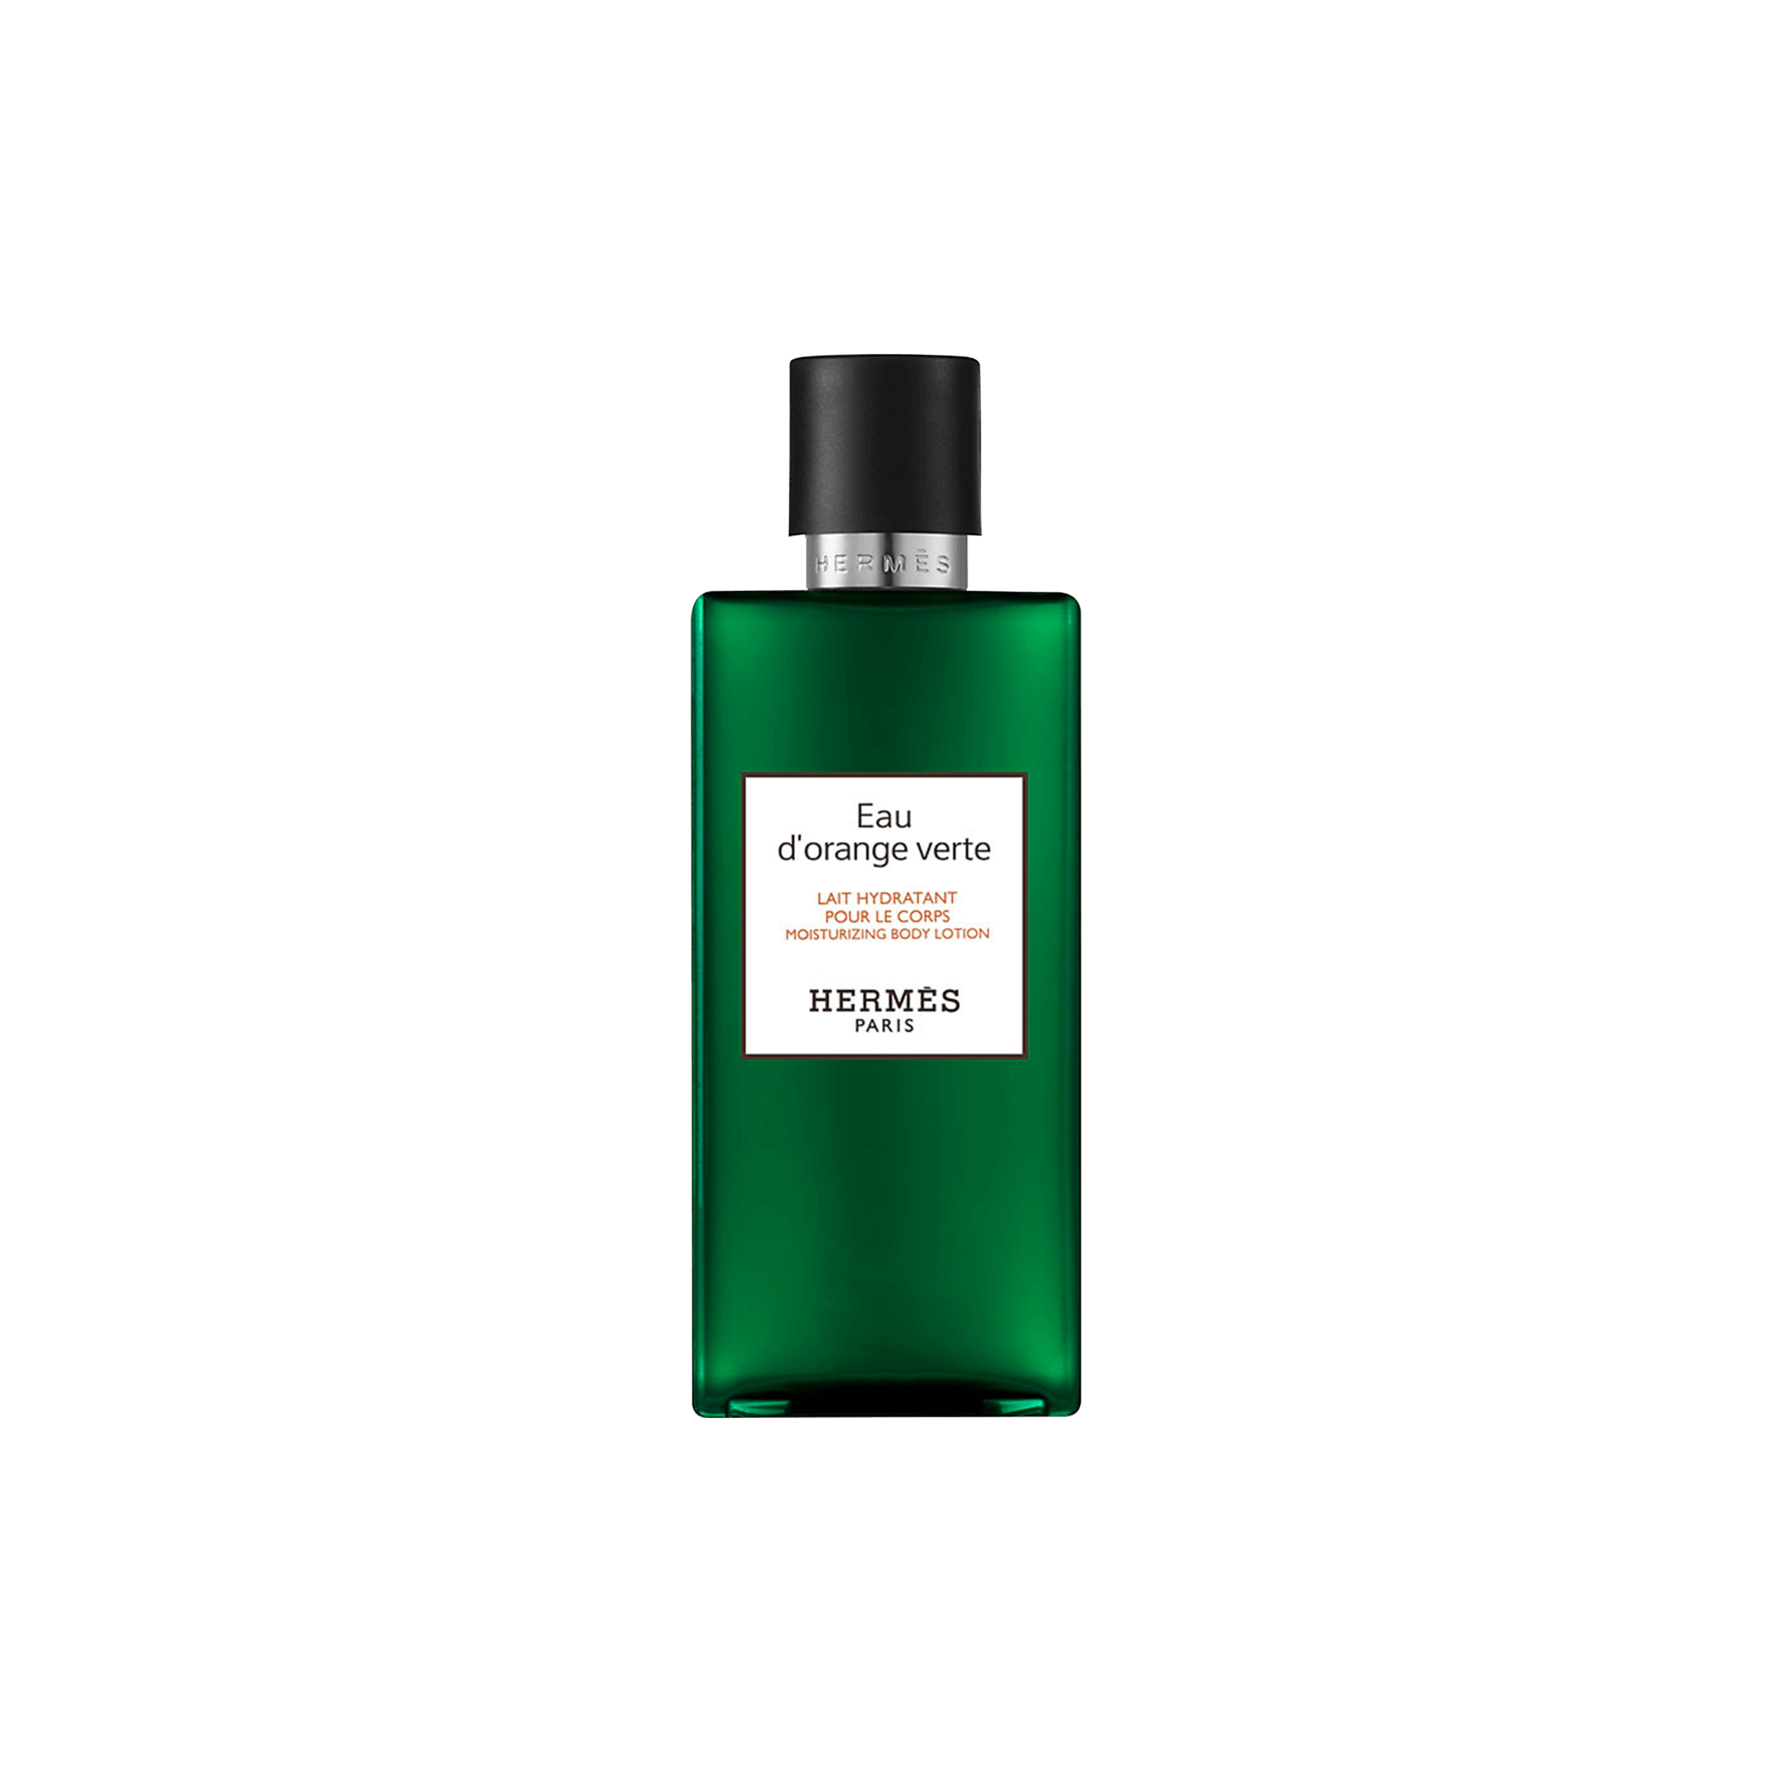 HERMÈS
Eau
d'orange verte
LAIT HYDRATANT
POUR LE CORPS
MOISTURIZING BODY LOTION
HERMÈS
PARIS